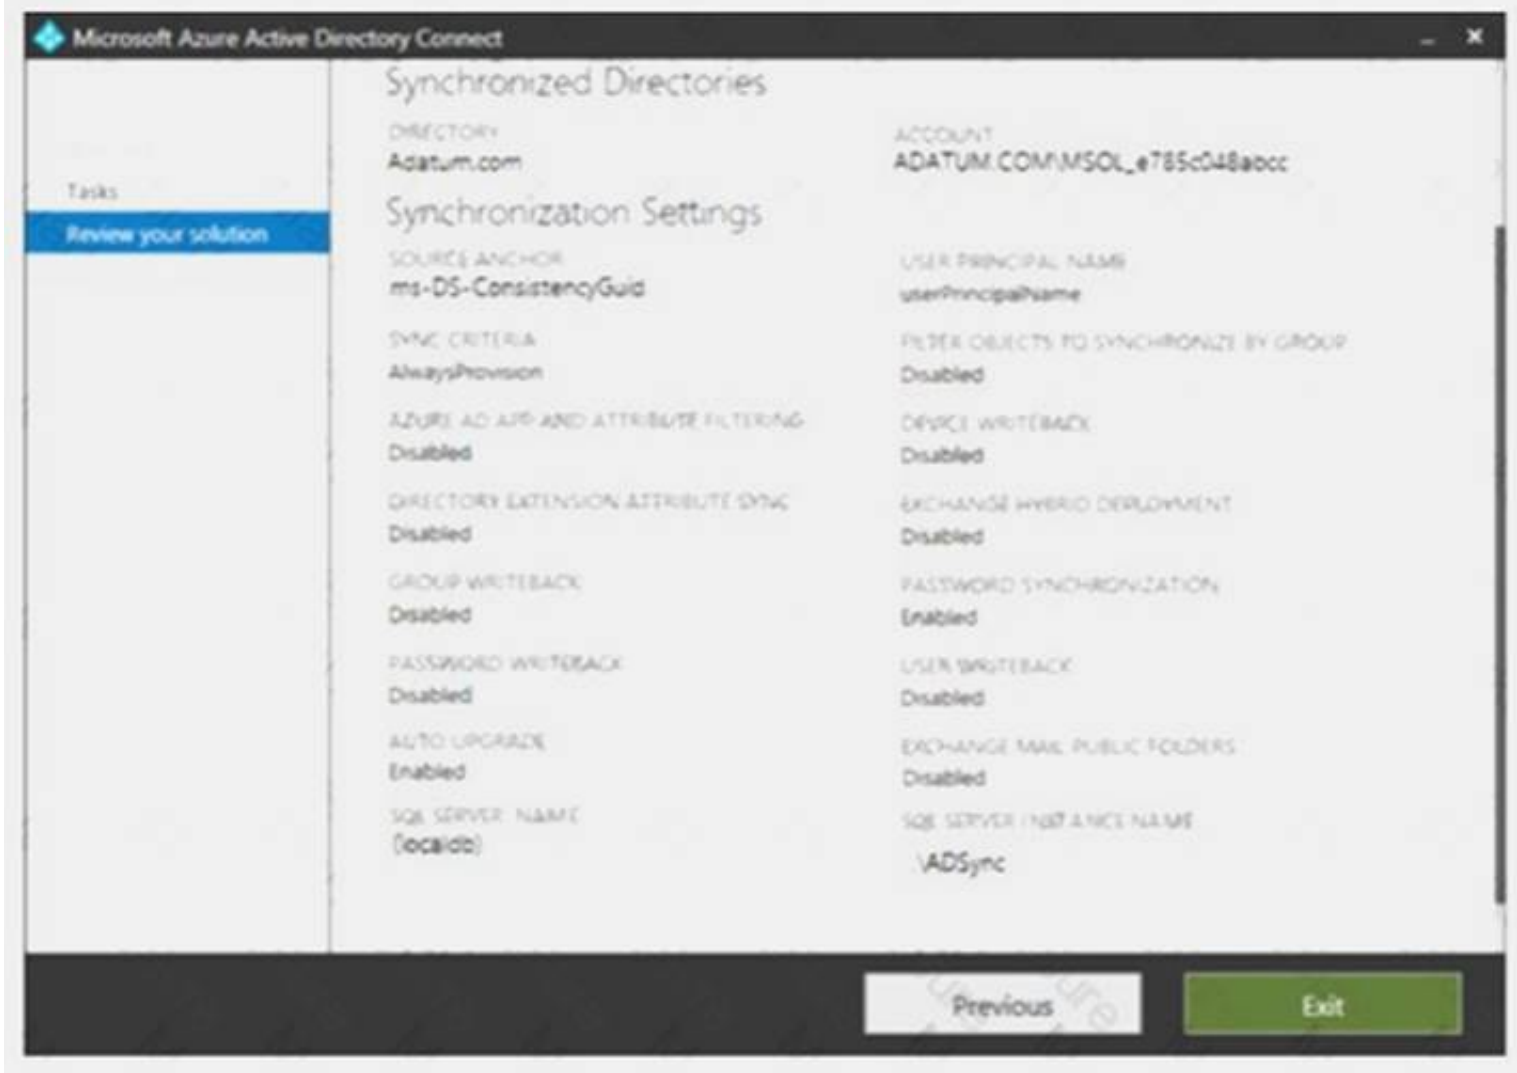 Microsoft Azure Active Directory Connect
Tasks
Review your solution
Synchronized Directories
DIRECTORY
Adatum.com
ACCOUNT
ADATUM.COM\MSOL_e785c048abcc
Synchronization Settings
SOURCE ANCHOR
ms-DS-ConsistencyGuid
USER PRINCIPAL NAME
userPrincipalName
SYNC CRITERIA
AlwaysProvision
FILTER OBJECTS TO SYNCHRONIZE BY GROUP
Disabled
AZURE AD APP AND ATTRIBUTE FILTERING
Disabled
DEVICE WRITEBACK
Disabled
DIRECTORY EXTENSION ATTRIBUTE SYNC
Disabled
EXCHANGE HYBRID DEPLOYMENT
Disabled
GROUP WRITEBACK
Disabled
PASSWORD SYNCHRONIZATION
Enabled
PASSWORD WRITEBACK
Disabled
USER WRITEBACK
Disabled
AUTO UPGRADE
Enabled
EXCHANGE MAIL PUBLIC FOLDERS
Disabled
SQL SERVER NAME
(localdb)
SQL SERVER INSTANCE NAME
.\ADSync
Previous
Exit